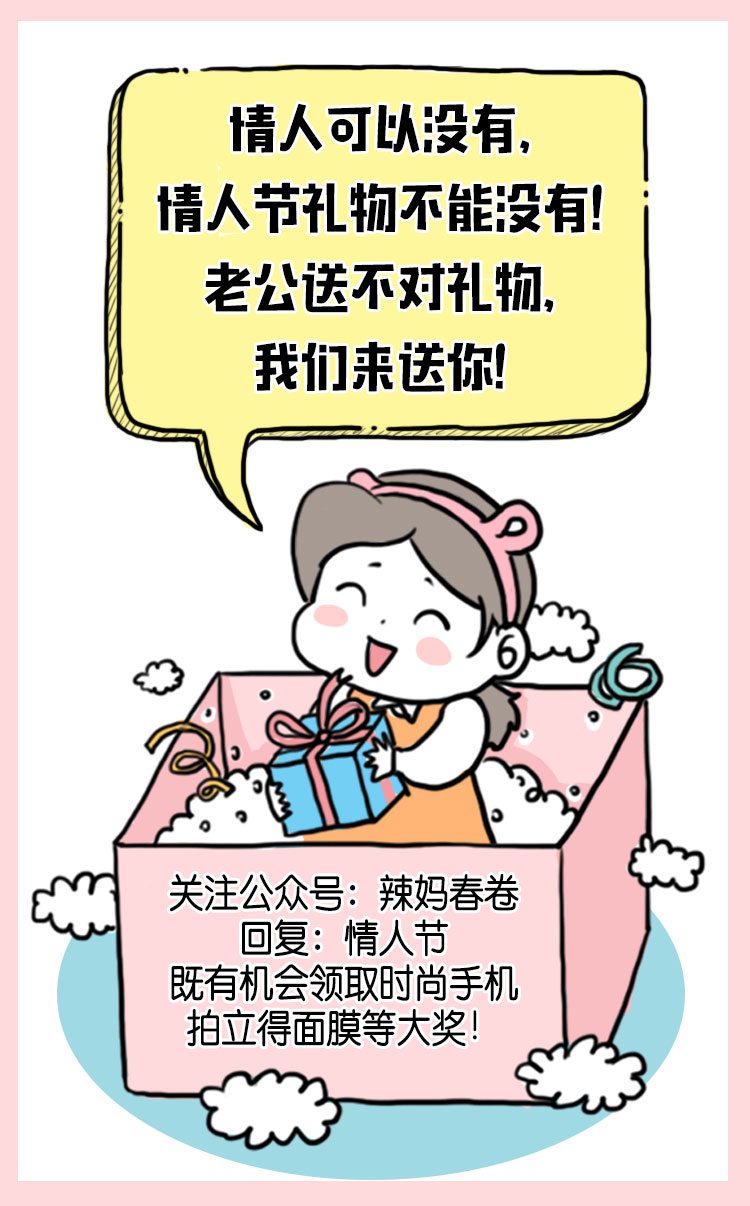 情人可以没有,
情人节礼物不能没有!
老公送不对礼物,
我们来送你!
关注公众号：辣妈春卷
回复：情人节
既有机会领取时尚手机
拍立得面膜等大奖！